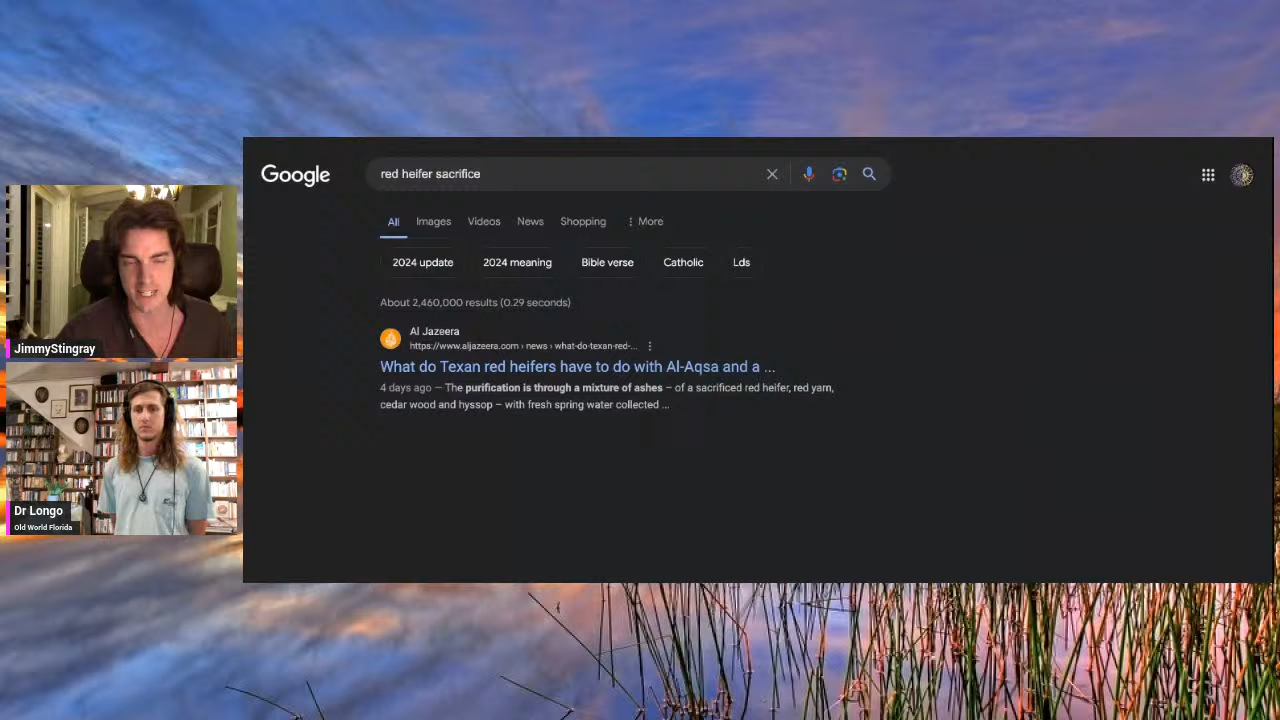 Google
red heifer sacrifice
All Images Videos News Shopping More
2024 update 2024 meaning Bible verse Catholic Lds
About 2,460,000 results (0.29 seconds)
Al Jazeera
https://www.aljazeera.com › news › what-do-texan-red-...
What do Texan red heifers have to do with Al-Aqsa and a ...
4 days ago — The purification is through a mixture of ashes – of a sacrificed red heifer, red yarn,
cedar wood and hyssop – with fresh spring water collected ...
JimmyStingray
Dr Longo
Old World Florida